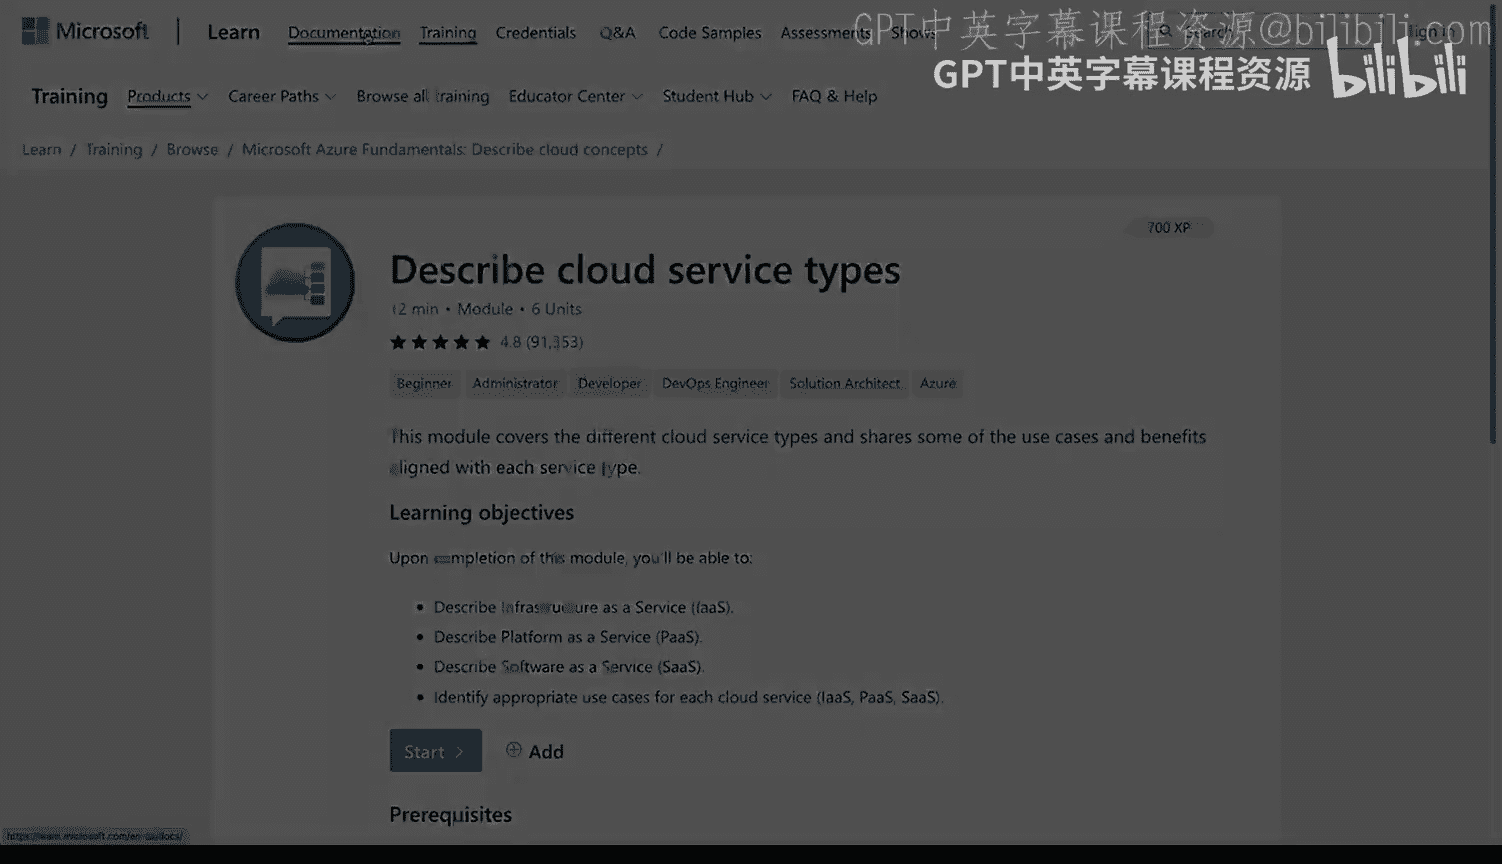 GPT中英字幕课程资源@bilibili.com
GPT中英字幕课程资源 bilibili
Microsoft Learn Documentation Training Credentials Q&A Code Samples Assessments Shows
Training Products Career Paths Browse all training Educator Center Student Hub FAQ & Help
Learn / Training / Browse / Microsoft Azure Fundamentals: Describe cloud concepts /
700 XP
Describe cloud service types
12 min • Module • 6 Units
4.8 (91,353)
Beginner Administrator Developer DevOps Engineer Solution Architect Azure
This module covers the different cloud service types and shares some of the use cases and benefits
aligned with each service type.
Learning objectives
Upon completion of this module, you'll be able to:
• Describe Infrastructure as a Service (IaaS).
• Describe Platform as a Service (PaaS).
• Describe Software as a Service (SaaS).
• Identify appropriate use cases for each cloud service (IaaS, PaaS, SaaS).
Start
Add
Prerequisites
https://learn.microsoft.com/en-us/docs/